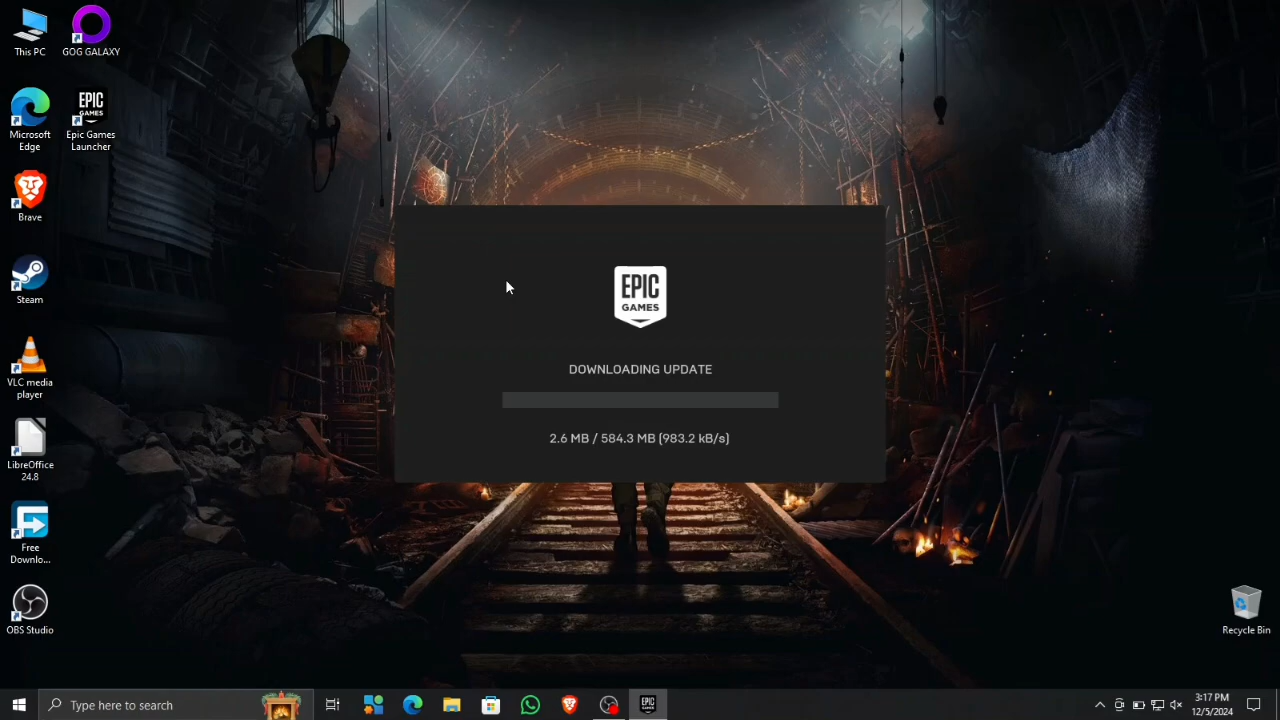 This PC
GOG GALAXY
Microsoft
Edge
EPIC
GAMES
Epic Games
Launcher
Brave
Steam
VLC media
player
LibreOffice
24.8
Free
Downlo...
OBS Studio
EPIC
GAMES
DOWNLOADING UPDATE
2.6 MB / 584.3 MB [983.2 kB/s]
Recycle Bin
Type here to search
EPIC
GAMES
3:17 PM
12/5/2024